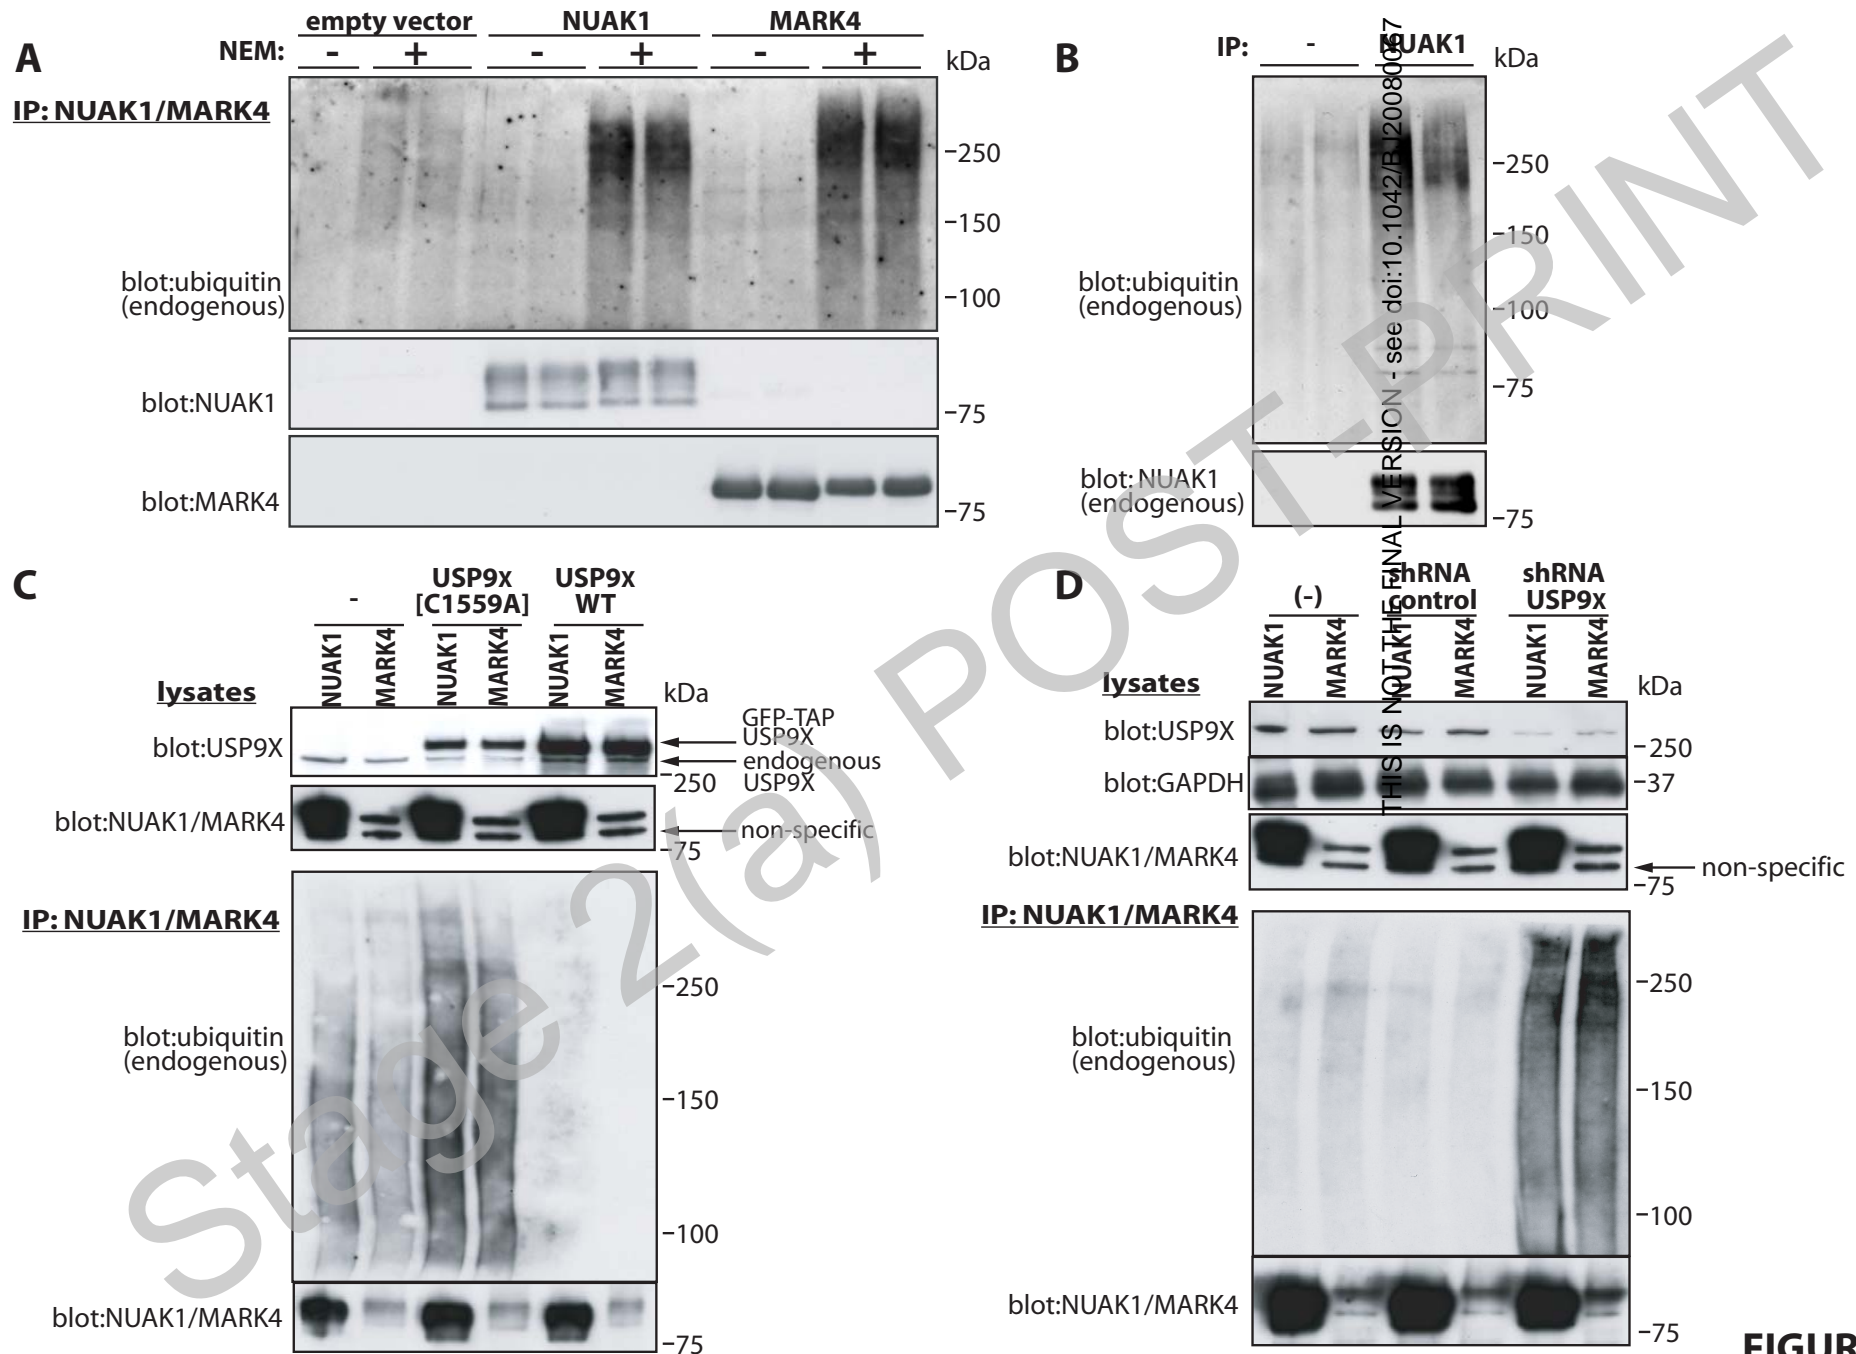 A
empty vector NUAK1 MARK4
NEM: - + - + - + kDa
IP: NUAK1/MARK4
-250
-150
blot:ubiquitin
(endogenous)
-100
blot:NUAK1
-75
blot:MARK4
-75
B
IP: - NUAK1 kDa
-250
-150
blot:ubiquitin
(endogenous)
-100
-75
blot: NUAK1
(endogenous)
-75
C
- USP9x
[C1559A]
USP9x
WT
NUAK1 MARK4 NUAK1 MARK4 NUAK1 MARK4
lysates
kDa
blot:USP9X
GFP-TAP
USP9X
endogenous
USP9X
-250
blot:NUAK1/MARK4
non-specific
-75
IP: NUAK1/MARK4
-250
blot:ubiquitin
(endogenous)
-150
-100
blot:NUAK1/MARK4
-75
D
(-) shRNA
control
shRNA
USP9x
NUAK1 MARK4 NUAK1 MARK4 NUAK1 MARK4
lysates
kDa
blot:USP9X
-250
blot:GAPDH
-37
blot:NUAK1/MARK4
non-specific
-75
IP: NUAK1/MARK4
-250
blot:ubiquitin
(endogenous)
-150
-100
blot:NUAK1/MARK4
-75
FIGUR
THIS IS NOT THE FINAL VERSION - see doi:10.1042/BJ20080067
Stage 2(a) POST-PRINT